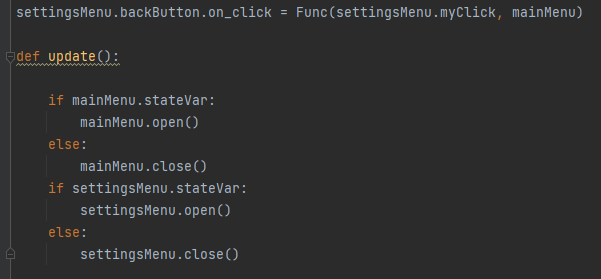 settingsMenu.backButton.on_click = Func(settingsMenu.myClick, mainMenu)
def update():
if mainMenu.stateVar:
mainMenu.open()
else:
mainMenu.close()
if settingsMenu.stateVar:
settingsMenu.open()
else:
settingsMenu.close()